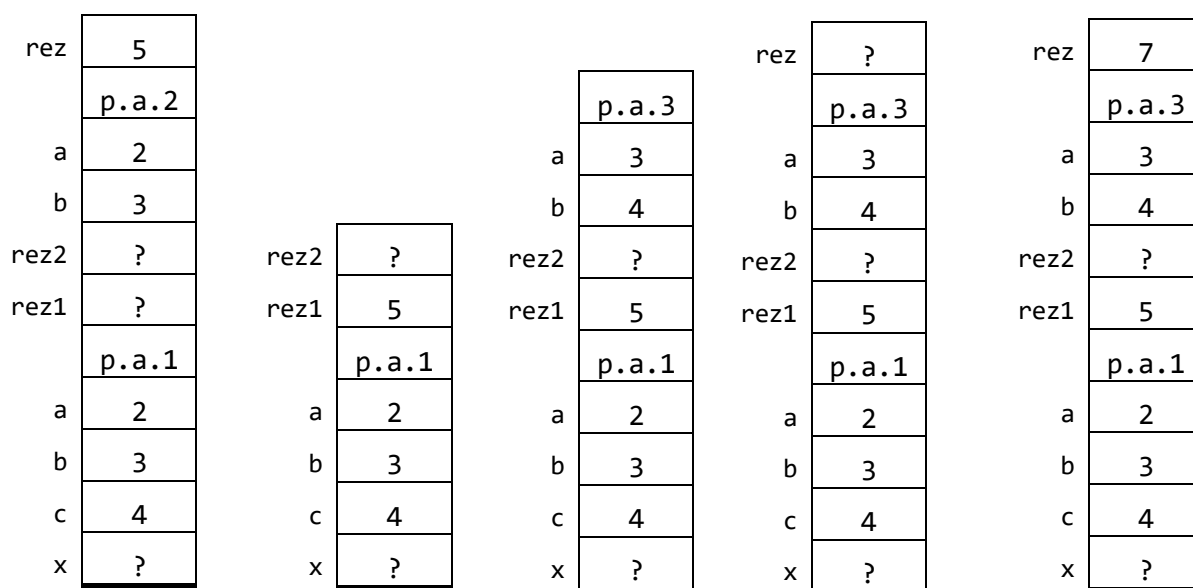 rez 5
p.a.2
a 2
b 3
rez2 ?
rez1 ?
p.a.1
a 2
b 3
c 4
x ?
rez2 ?
rez1 5
p.a.1
a 2
b 3
c 4
x ?
p.a.3
a 3
b 4
rez2 ?
rez1 5
p.a.1
a 2
b 3
c 4
x ?
rez ?
p.a.3
a 3
b 4
rez2 ?
rez1 5
p.a.1
a 2
b 3
c 4
x ?
rez 7
p.a.3
a 3
b 4
rez2 ?
rez1 5
p.a.1
a 2
b 3
c 4
x ?